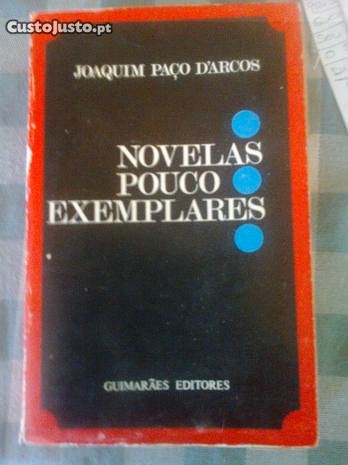 CustoJusto.pt
JOAQUIM PAÇO D'ARCOS
NOVELAS
POUCO
EXEMPLARES
GUIMARÃES EDITORES